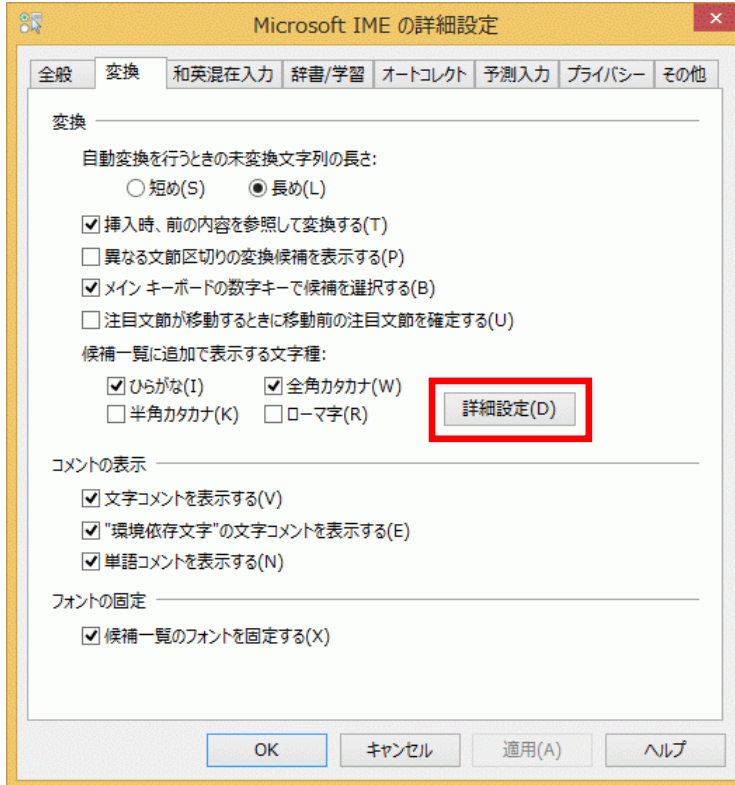 Microsoft IME の詳細設定
全般 変換 和英混在入力 辞書/学習 オートコレクト 予測入力 プライバシー その他
変換
自動変換を行うときの未変換文字列の長さ:
短め(S) 長め(L)
挿入時、前の内容を参照して変換する(T)
異なる文節区切りの変換候補を表示する(P)
メイン キーボードの数字キーで候補を選択する(B)
注目文節が移動するときに移動前の注目文節を確定する(U)
候補一覧に追加で表示する文字種:
ひらがな(I) 全角カタカナ(W)
半角カタカナ(K) ローマ字(R) 詳細設定(D)
コメントの表示
文字コメントを表示する(V)
"環境依存文字"の文字コメントを表示する(E)
単語コメントを表示する(N)
フォントの固定
候補一覧のフォントを固定する(X)
OK キャンセル 適用(A) ヘルプ